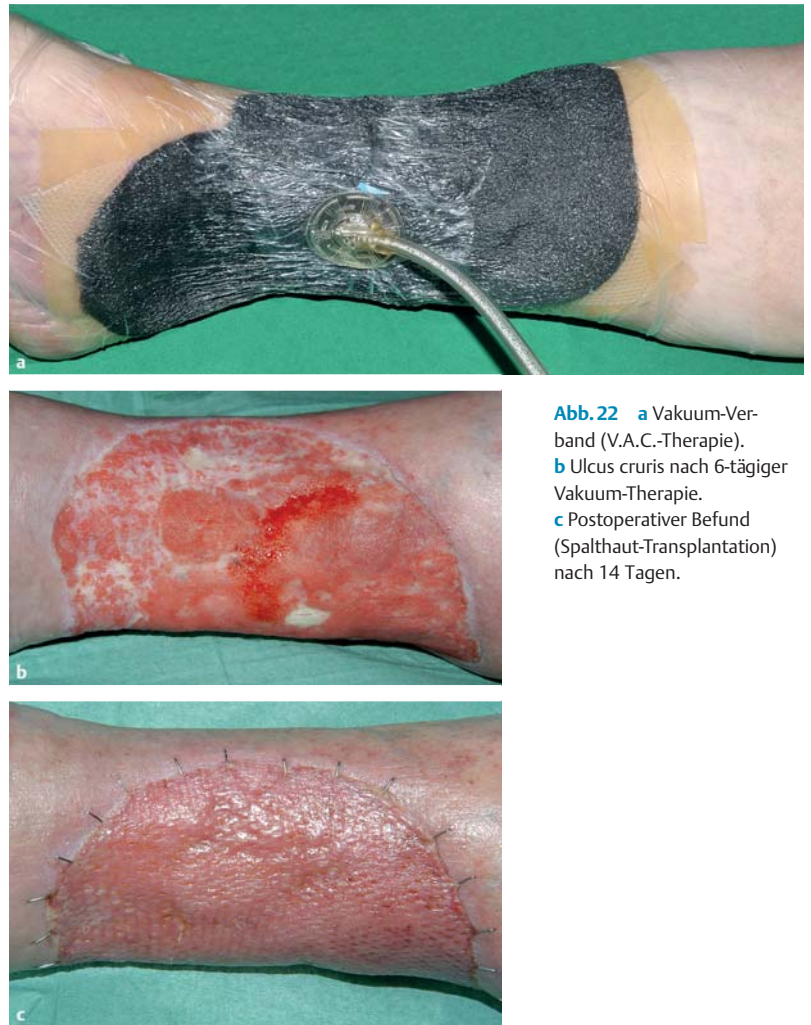 a
b
c
Abb. 22 a Vakuum-Ver-
band (V.A.C.-Therapie).
b Ulcus cruris nach 6-tägiger
Vakuum-Therapie.
c Postoperativer Befund
(Spalthaut-Transplantation)
nach 14 Tagen.